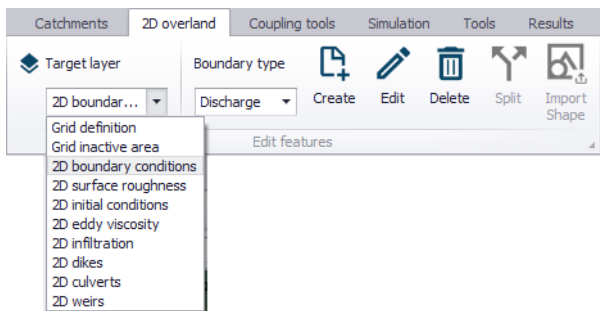 Catchments 2D overland Coupling tools Simulation Tools Results
Target layer Boundary type
2D boundar... Discharge Create Edit Delete Split Import Shape
Edit features
Grid definition
Grid inactive area
2D boundary conditions
2D surface roughness
2D initial conditions
2D eddy viscosity
2D infiltration
2D dikes
2D culverts
2D weirs